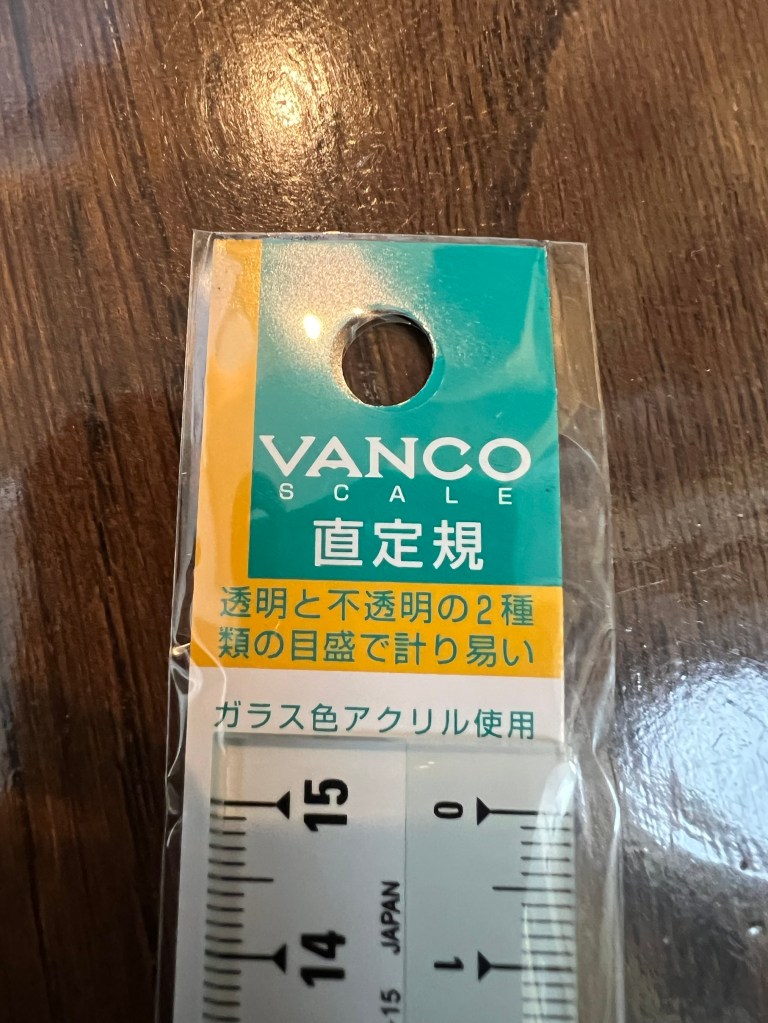 VANCO
SCALE
直定規
透明と不透明の2種
類の目盛で計り易い
ガラス色アクリル使用
15
0
14
1
JAPAN
15